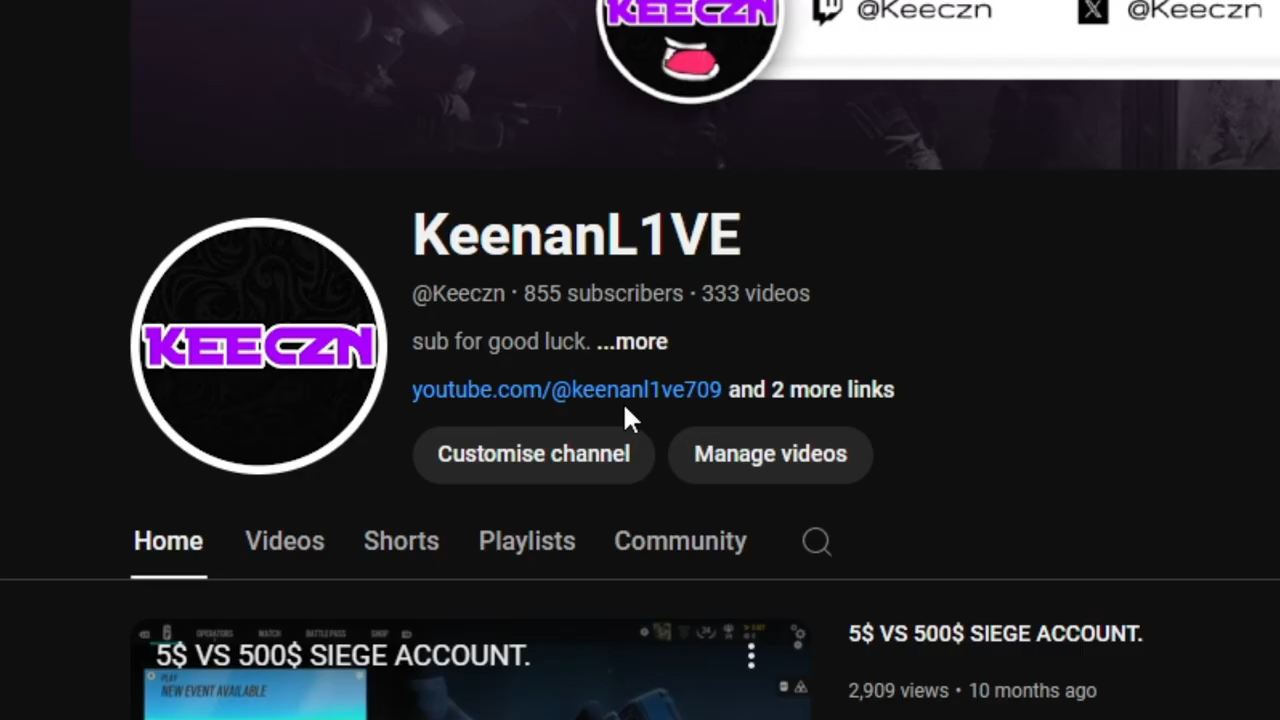 KEECZN
@Keeczn
X @Keeczn
KeenanL1VE
@Keeczn · 855 subscribers · 333 videos
KEECZN
sub for good luck. ...more
youtube.com/@keenanl1ve709 and 2 more links
Customise channel Manage videos
Home Videos Shorts Playlists Community
OPERATORS WATCH BATTLE PASS SHOP
5$ VS 500$ SIEGE ACCOUNT.
5$ VS 500$ SIEGE ACCOUNT.
PLAY
NEW EVENT AVAILABLE
2,909 views • 10 months ago